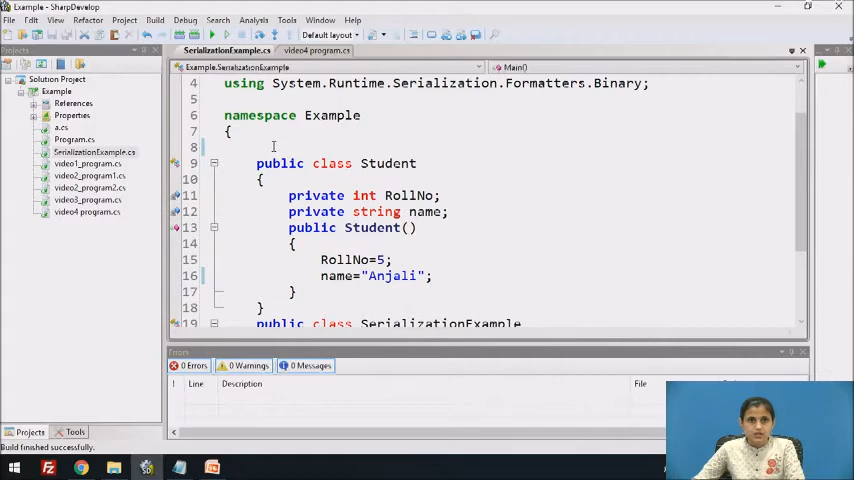 Example - SharpDevelop
File Edit View Refactor Project Build Debug Search Analysis Tools Window Help
Default layout
Projects
SerializationExample.cs video4 program.cs
Example.SerializationExample Main()
Solution Project
Example
References
Properties
a.cs
Program.cs
SerializationExample.cs
video1_program.cs
video2_program1.cs
video2_program2.cs
video3_program.cs
video4 program.cs
4 using System.Runtime.Serialization.Formatters.Binary;
5
6 namespace Example
7 {
8
9 public class Student
10 {
11 private int RollNo;
12 private string name;
13 public Student()
14 {
15 RollNo=5;
16 name="Anjali";
17 }
18 }
19 public class SerializationExample
Errors
0 Errors 0 Warnings 0 Messages
! Line Description File
Projects Tools
Build finished successfully.